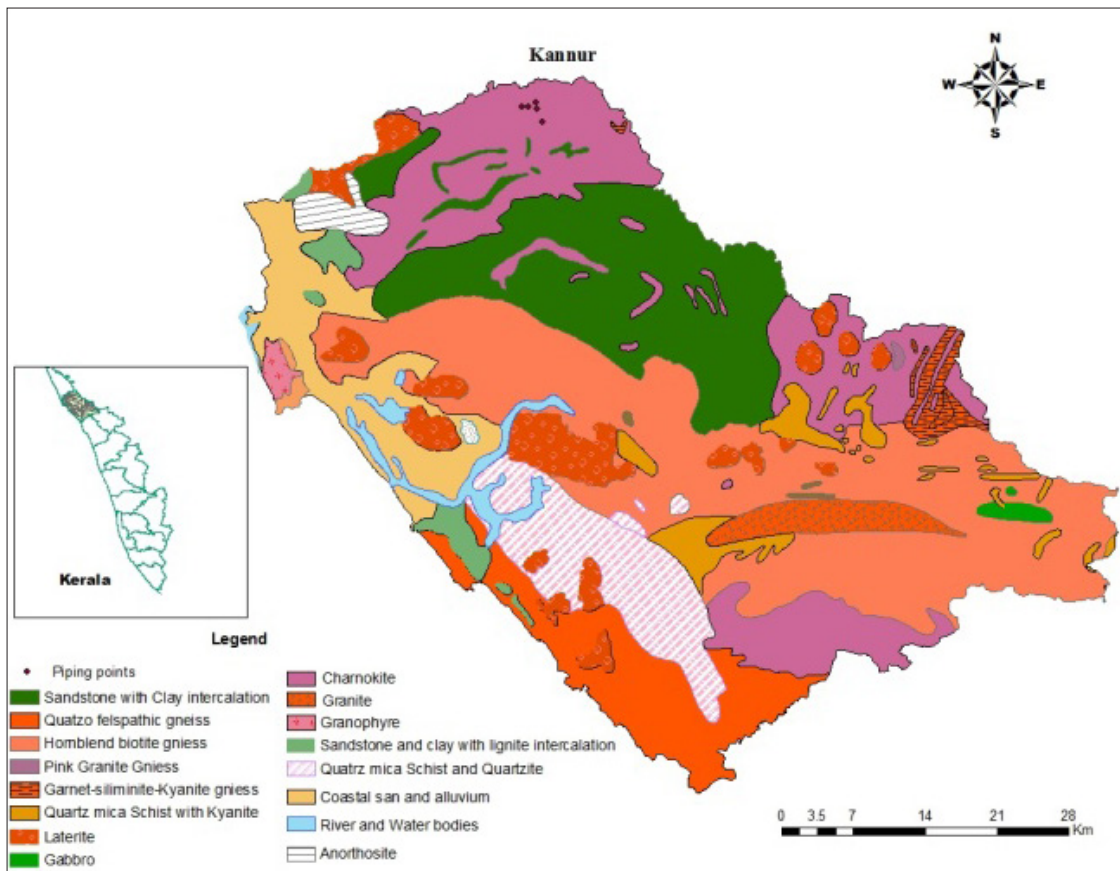 Kannur
N
W E
S
Kerala
Legend
Piping points
Sandstone with Clay intercalation
Quatzo felspathic gneiss
Hornblend biotite gniess
Pink Granite Gniess
Garnet-siliminite-Kyanite gniess
Quartz mica Schist with Kyanite
Laterite
Gabbro
Charnokite
Granite
Granophyre
Sandstone and clay with lignite intercalation
Quatrz mica Schist and Quartzite
Coastal san and alluvium
River and Water bodies
Anorthosite
0 3.5 7 14 21 28
Km